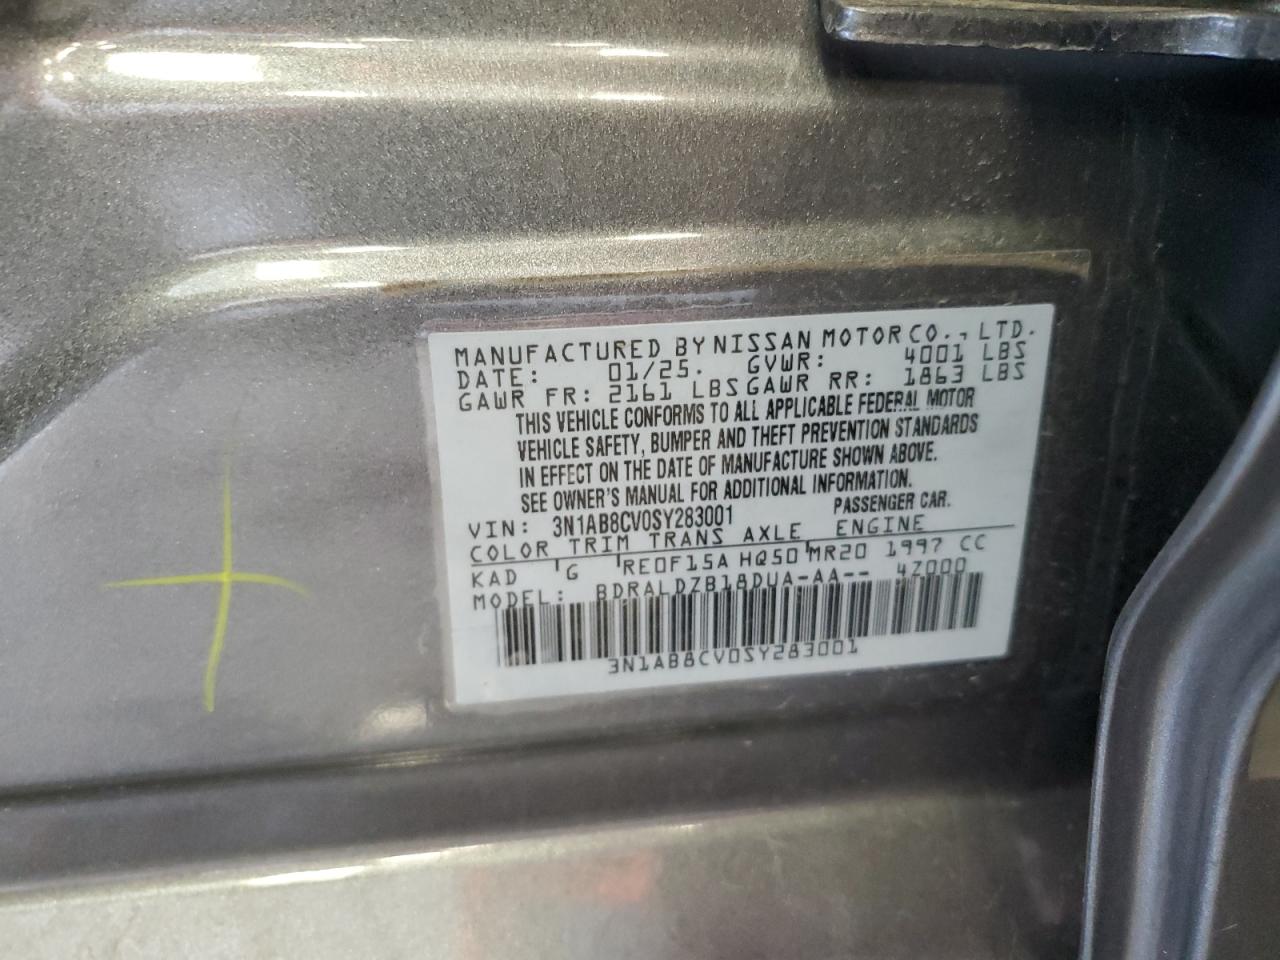 MANUFACTURED BY NISSAN MOTOR CO., LTD.
DATE: 01/25. GVWR: 4001 LBS
GAWR FR: 2161 LBS GAWR RR: 1863 LBS
THIS VEHICLE CONFORMS TO ALL APPLICABLE FEDERAL MOTOR
VEHICLE SAFETY, BUMPER AND THEFT PREVENTION STANDARDS
IN EFFECT ON THE DATE OF MANUFACTURE SHOWN ABOVE.
SEE OWNER'S MANUAL FOR ADDITIONAL INFORMATION.
VIN: 3N1AB8CV0SY283001 PASSENGER CAR.
COLOR TRIM TRANS AXLE ENGINE
KAD G RE0F15A HQ50 MR20 1997 CC
MODEL: BDRALDZB18DUA-AA-- 4Z000
3N1AB8CV0SY283001